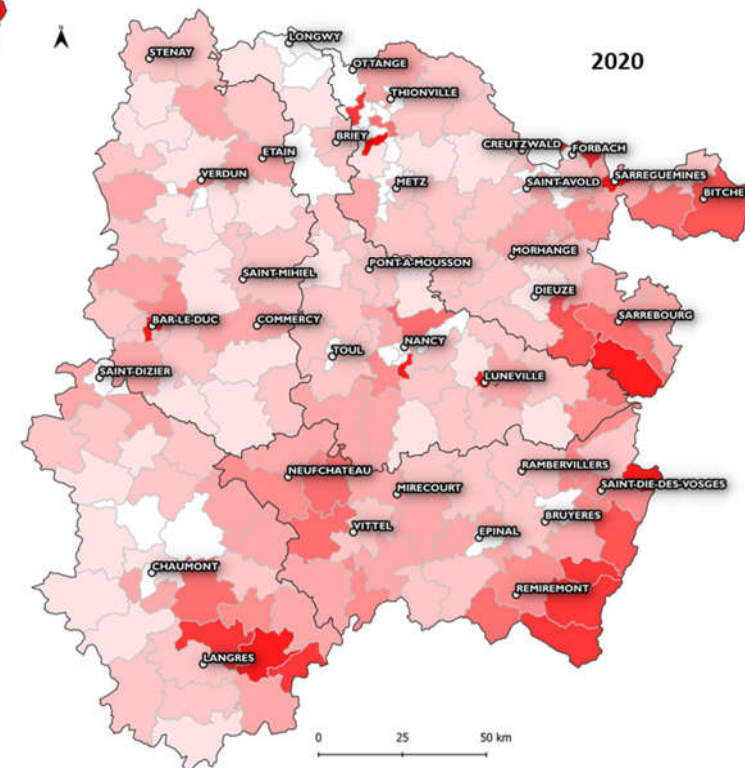 LONGWY
STENAY
2020
OTTANGE
THIONVILLE
BRIEY
CREUTZWALD
FORBACH
ETAIN
VERDUN
METZ
SAINT-AVOLD
SARREGUEMINES
BITCHE
MORHANGE
PONT-A-MOUSSON
SAINT-MIHIEL
DIEUZE
BAR-LE-DUC
COMMERCY
SARREBOURG
NANCY
TOUL
SAINT-DIZIER
LUNEVILLE
NEUFCHATEAU
RAMBERVILLERS
SAINT-DIE-DES-VOSGES
MIRECOURT
BRUYERES
VITTEL
EPINAL
CHAUMONT
REMIREMONT
LANGRES
0 25 50 km